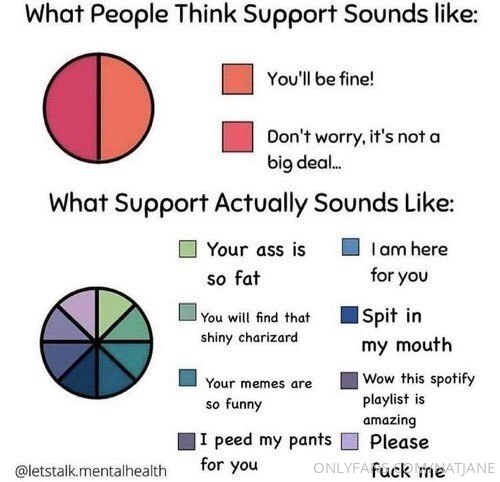 What People Think Support Sounds like:
You'll be fine!
Don't worry, it's not a
big deal...
What Support Actually Sounds Like:
Your ass is
so fat
I am here
for you
You will find that
shiny charizard
Spit in
my mouth
Your memes are
so funny
Wow this spotify
playlist is
amazing
I peed my pants
for you
Please
fuck me
@letstalk.mentalhealth
ONLYFANS.COM/NATJANE